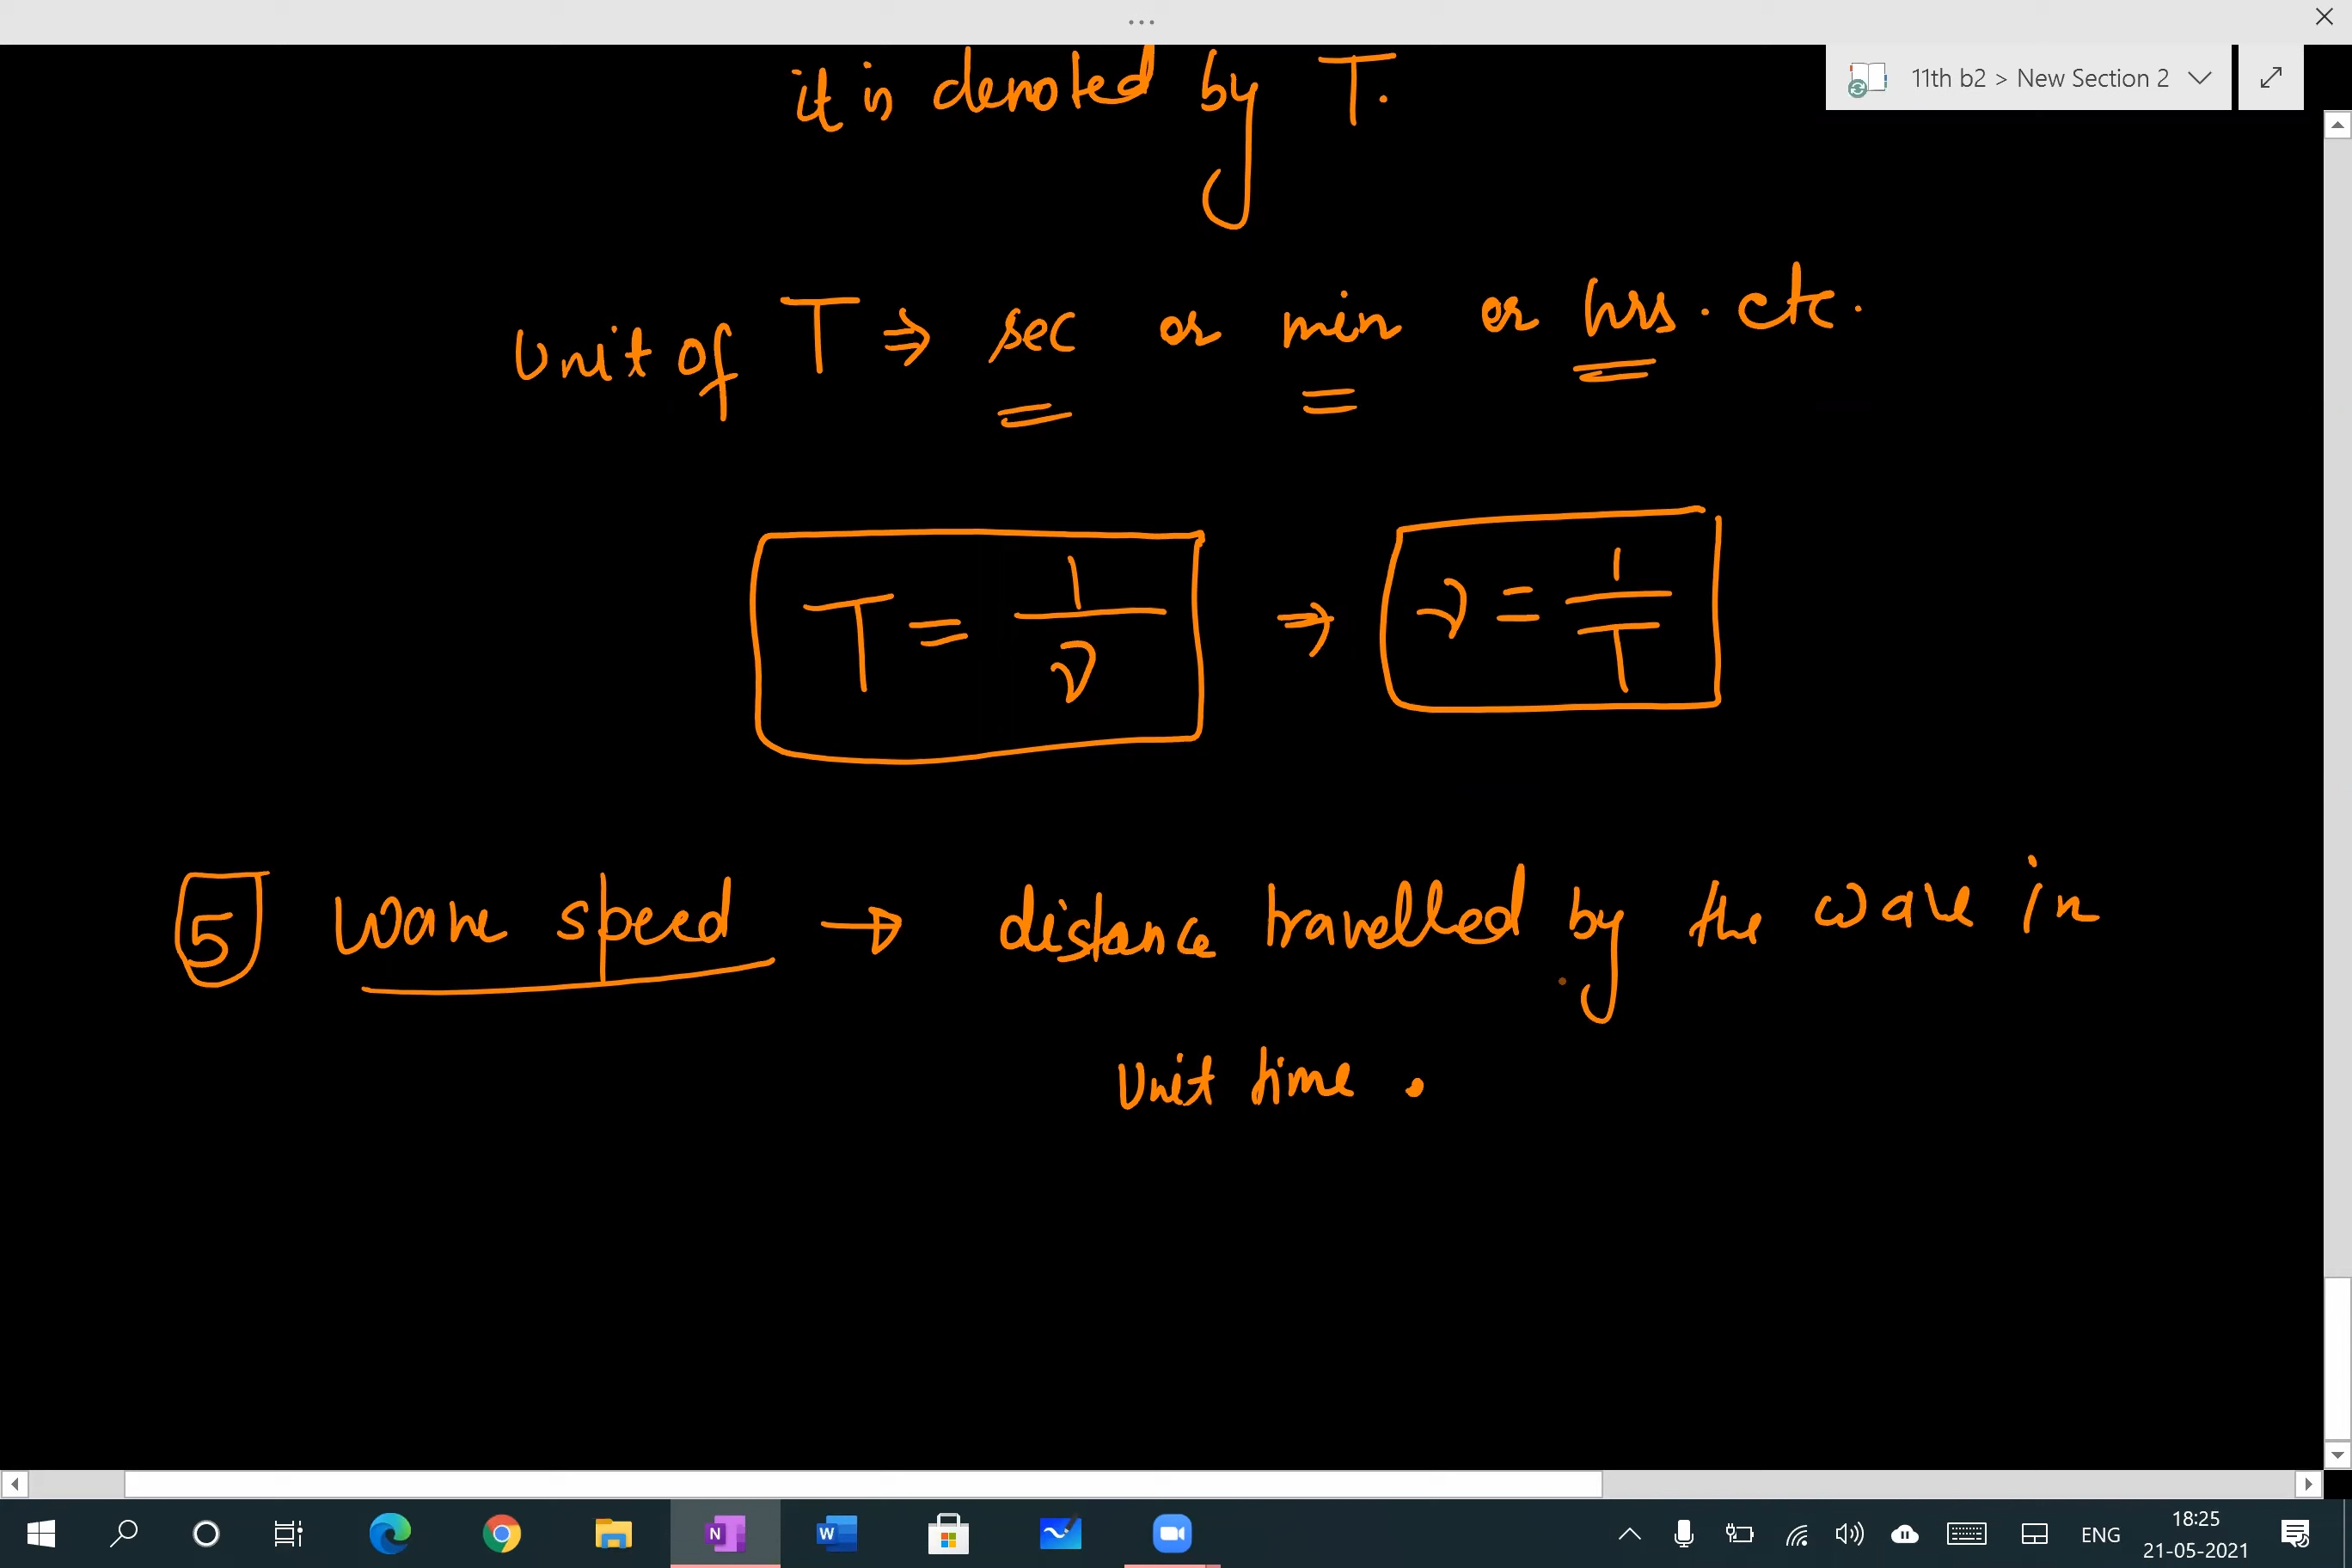 ...
11th b2 > New Section 2
it is denoted by T.
Unit of T ⇒ sec or min or hrs. etc.
T = 1/ν ⇒ ν = 1/T
5 Wave speed → distance travelled by the wave in
Unit time .
N W
ENG 18:25
21-05-2021